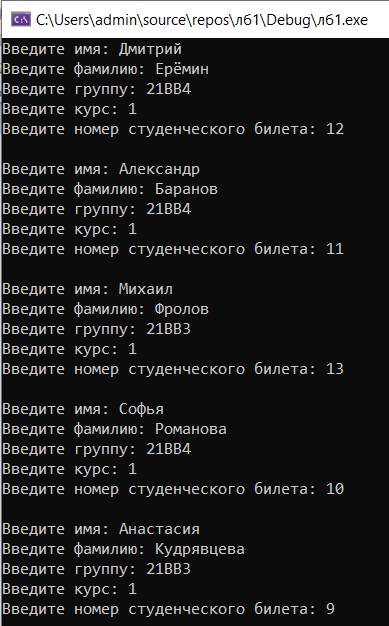 C:\Users\admin\source\repos\л61\Debug\л61.exe
Введите имя: Дмитрий
Введите фамилию: Ерёмин
Введите группу: 21ВВ4
Введите курс: 1
Введите номер студенческого билета: 12
Введите имя: Александр
Введите фамилию: Баранов
Введите группу: 21ВВ4
Введите курс: 1
Введите номер студенческого билета: 11
Введите имя: Михаил
Введите фамилию: Фролов
Введите группу: 21ВВ3
Введите курс: 1
Введите номер студенческого билета: 13
Введите имя: Софья
Введите фамилию: Романова
Введите группу: 21ВВ4
Введите курс: 1
Введите номер студенческого билета: 10
Введите имя: Анастасия
Введите фамилию: Кудрявцева
Введите группу: 21ВВ3
Введите курс: 1
Введите номер студенческого билета: 9